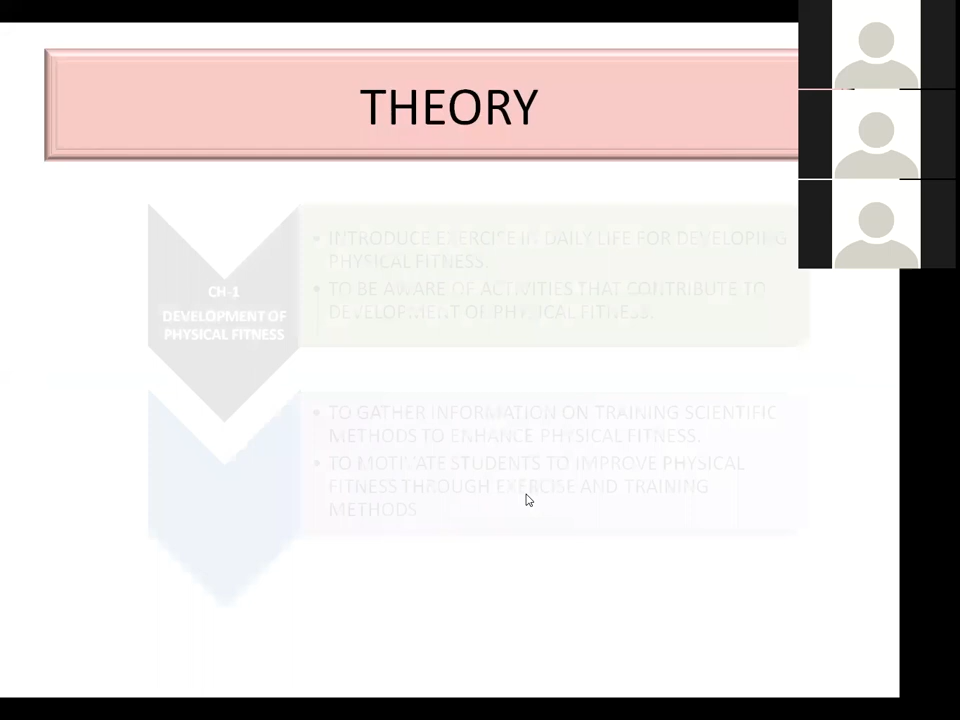 THEORY
• INTRODUCE EXERCISE IN DAILY LIFE FOR DEVELOPING
PHYSICAL FITNESS.
• TO BE AWARE OF ACTIVITIES THAT CONTRIBUTE TO
DEVELOPMENT OF PHYSICAL FITNESS.
CH -1
DEVELOPMENT OF
PHYSICAL FITNESS
• TO GATHER INFORMATION ON TRAINING SCIENTIFIC
METHODS TO ENHANCE PHYSICAL FITNESS.
• TO MOTIVATE STUDENTS TO IMPROVE PHYSICAL
FITNESS THROUGH EXERCISE AND TRAINING
METHODS